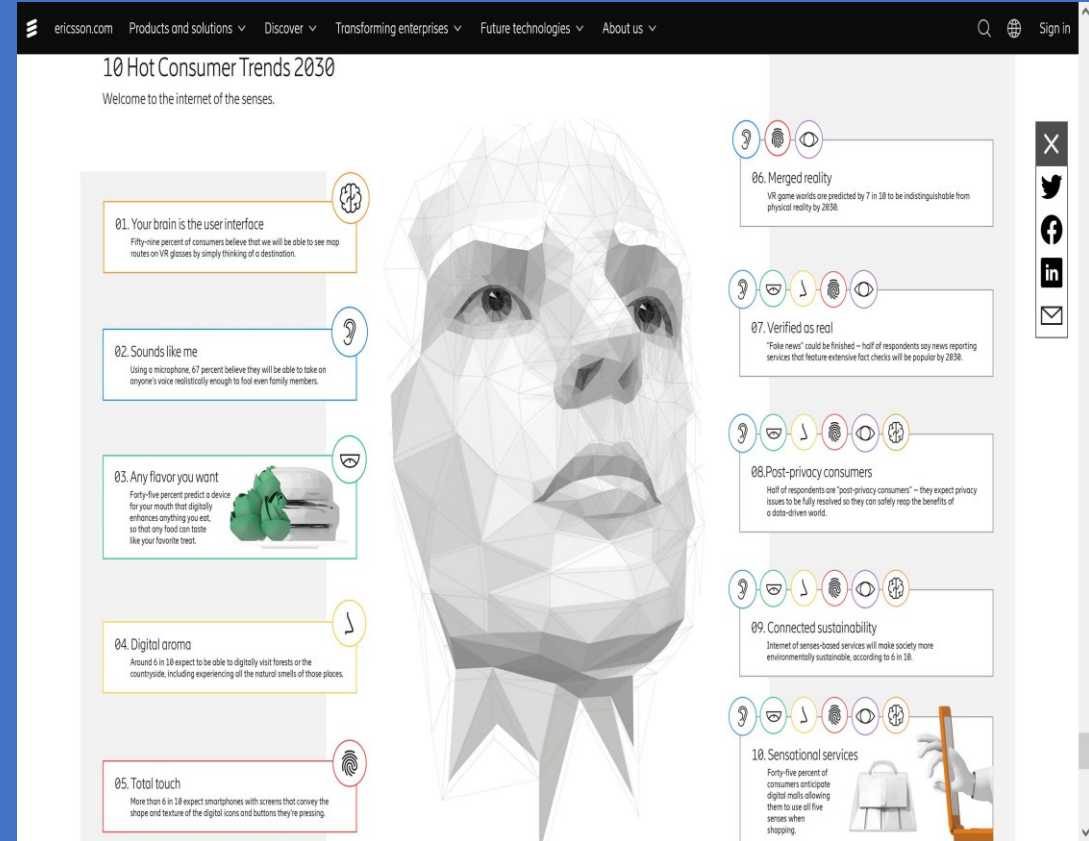 ericsson.com Products and solutions Discover Transforming enterprises Future technologies About us Sign in
10 Hot Consumer Trends 2030
Welcome to the internet of the senses.
01. Your brain is the user interface
Fifty-nine percent of consumers believe that we will be able to see map
routes on VR glasses by simply thinking of a destination.
02. Sounds like me
Using a microphone, 67 percent believe they will be able to take on
anyone's voice realistically enough to fool even family members.
03. Any flavor you want
Forty-five percent predict a device
for your mouth that digitally
enhances anything you eat,
so that any food can taste
like your favorite treat.
04. Digital aroma
Around 6 in 10 expect to be able to digitally visit forests or the
countryside, including experiencing all the natural smells of those places.
05. Total touch
More than 6 in 10 expect smartphones with screens that convey the
shape and texture of the digital icons and buttons they're pressing.
06. Merged reality
VR game worlds are predicted by 7 in 10 to be indistinguishable from
physical reality by 2030.
07. Verified as real
"Fake news" could be finished – half of respondents say news reporting
services that feature extensive fact checks will be popular by 2030.
08.Post-privacy consumers
Half of respondents are "post-privacy consumers" – they expect privacy
issues to be fully resolved so they can safely reap the benefits of
a data-driven world.
09. Connected sustainability
Internet of senses-based services will make society more
environmentally sustainable, according to 6 in 10.
10. Sensational services
Forty-five percent of
consumers anticipate
digital malls allowing
them to use all five
senses when
shopping.